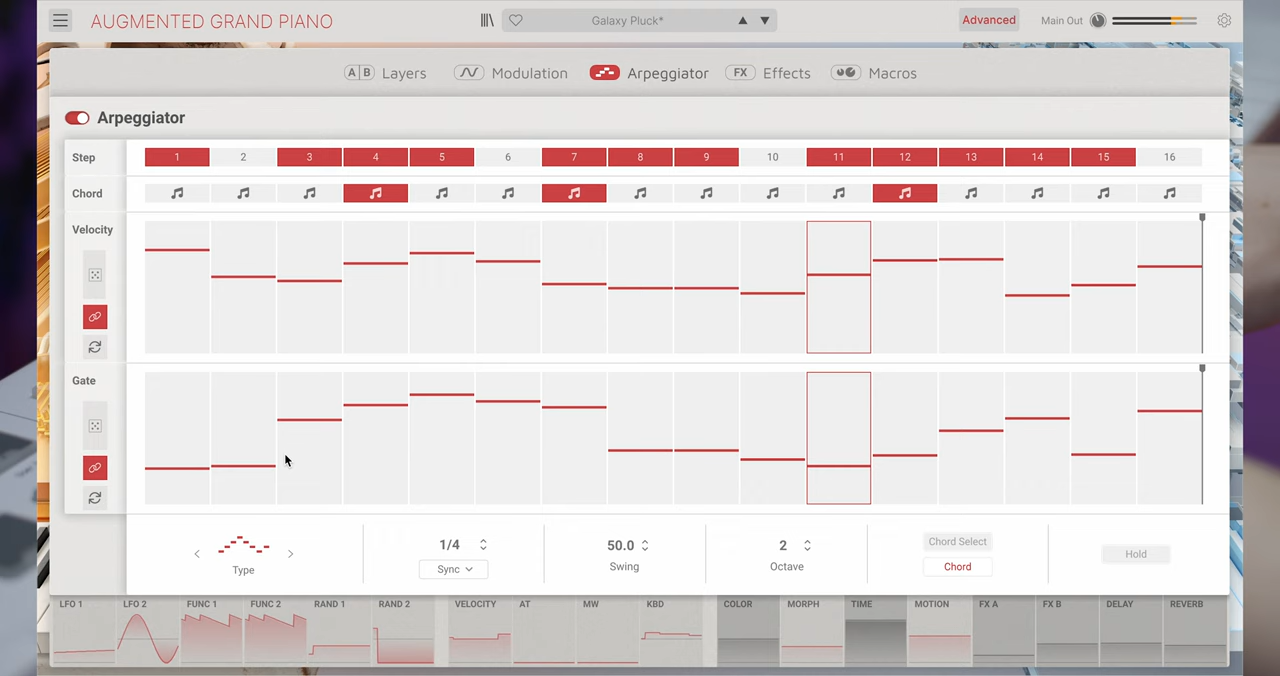 AUGMENTED GRAND PIANO
Galaxy Pluck*
Advanced
Main Out
A B Layers
Modulation
Arpeggiator
FX Effects
Macros
Arpeggiator
Step 1 2 3 4 5 6 7 8 9 10 11 12 13 14 15 16
Chord
Velocity
Gate
1/4 50.0 2 Chord Select
Hold
Type Sync Swing Octave Chord
LFO 1 LFO 2 FUNC 1 FUNC 2 RAND 1 RAND 2 VELOCITY AT MW KBD COLOR MORPH TIME MOTION FX A FX B DELAY REVERB